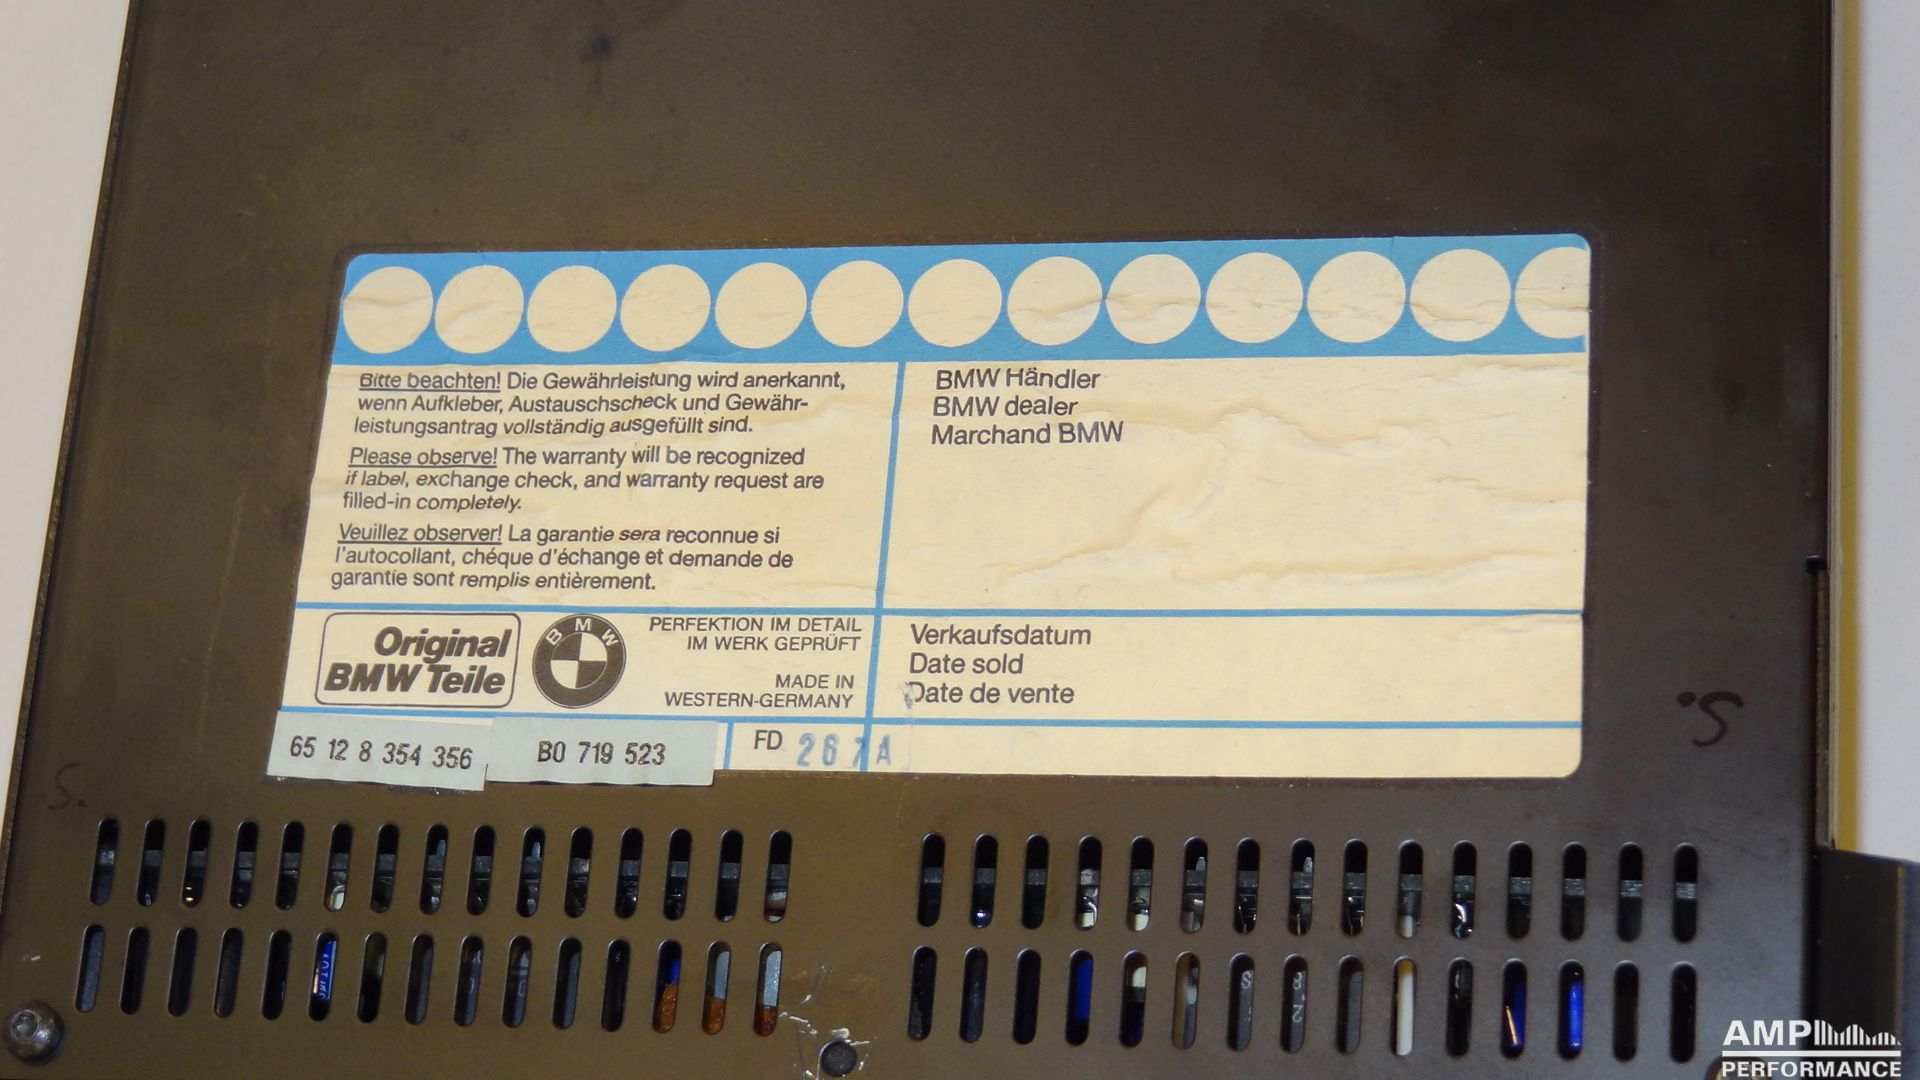 Bitte beachten! Die Gewährleistung wird anerkannt,
wenn Aufkleber, Austauschscheck und Gewähr-
leistungsantrag vollständig ausgefüllt sind.
Please observe! The warranty will be recognized
if label, exchange check, and warranty request are
filled-in completely.
Veuillez observer! La garantie sera reconnue si
l'autocollant, chéque d'échange et demande de
garantie sont remplis entièrement.
BMW Händler
BMW dealer
Marchand BMW
Original
BMW Teile
BMW
PERFEKTION IM DETAIL
IM WERK GEPRÜFT
MADE IN
WESTERN-GERMANY
Verkaufsdatum
Date sold
Date de vente
65 12 8 354 356
B0 719 523
FD 267A
S.
S.
AMP
PERFORMANCE